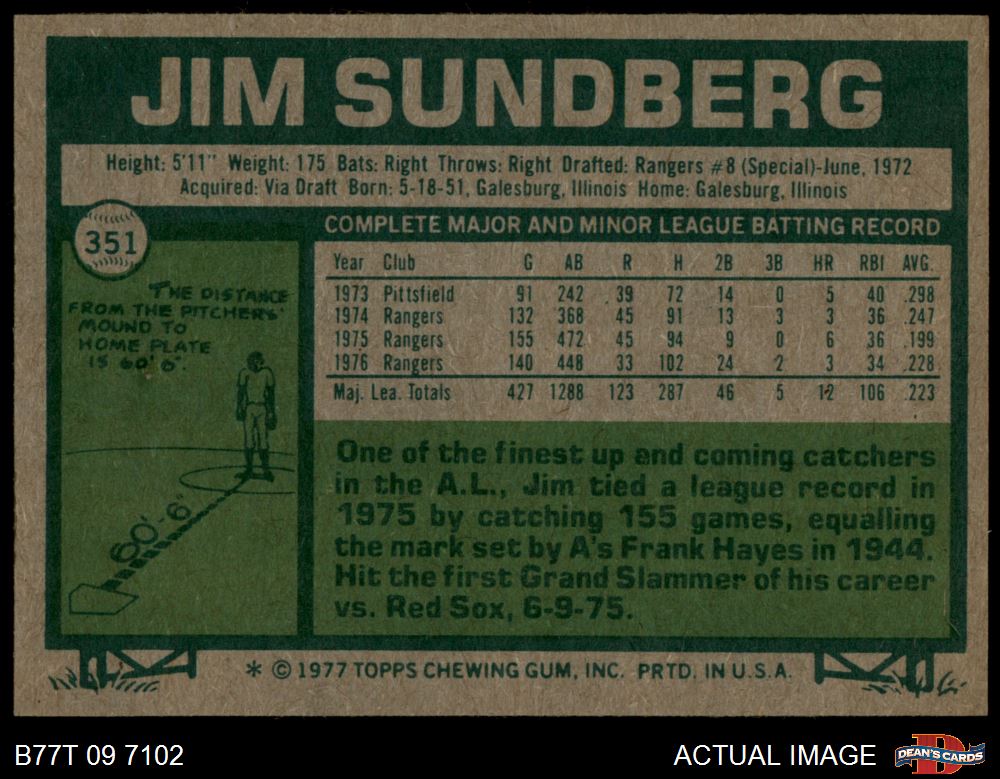 JIM SUNDBERG
Height: 5'11" Weight: 175 Bats: Right Throws: Right Drafted: Rangers #8 (Special)-June, 1972
Acquired: Via Draft Born: 5-18-51, Galesburg, Illinois Home: Galesburg, Illinois
351
THE DISTANCE
FROM THE PITCHERS'
MOUND TO
HOME PLATE
IS 60' 6".
60'-6"
COMPLETE MAJOR AND MINOR LEAGUE BATTING RECORD
Year Club G AB R H 2B 3B HR RBI AVG.
1973 Pittsfield 91 242 39 72 14 0 5 40 .298
1974 Rangers 132 368 45 91 13 3 3 36 .247
1975 Rangers 155 472 45 94 9 0 6 36 .199
1976 Rangers 140 448 33 102 24 2 3 34 .228
Maj. Lea. Totals 427 1288 123 287 46 5 12 106 .223
One of the finest up and coming catchers
in the A.L., Jim tied a league record in
1975 by catching 155 games, equalling
the mark set by A's Frank Hayes in 1944.
Hit the first Grand Slammer of his career
vs. Red Sox, 6-9-75.
* © 1977 TOPPS CHEWING GUM, INC. PRTD. IN U.S.A.
B77T 09 7102
ACTUAL IMAGE
D
DEAN'S CARDS